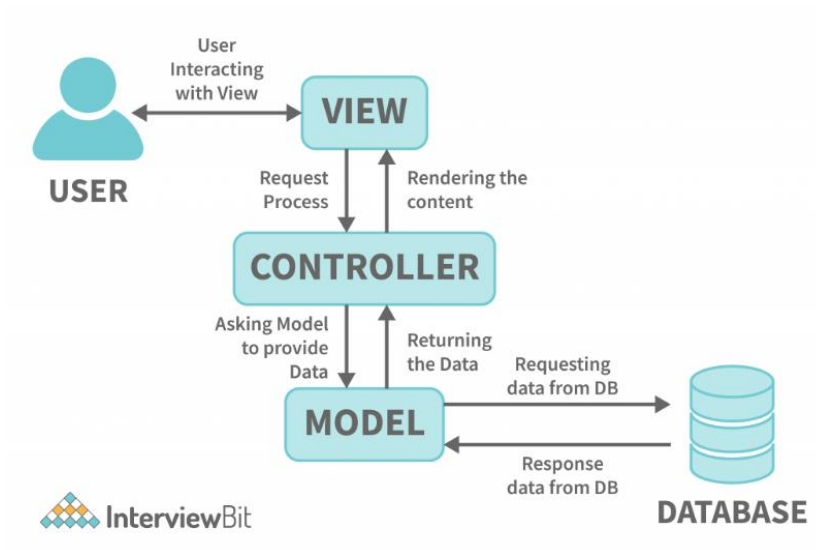 User
Interacting
with View
VIEW
USER
Request
Process
Rendering the
content
CONTROLLER
Asking Model
to provide
Data
Returning
the Data
Requesting
data from DB
MODEL
Response
data from DB
DATABASE
InterviewBit